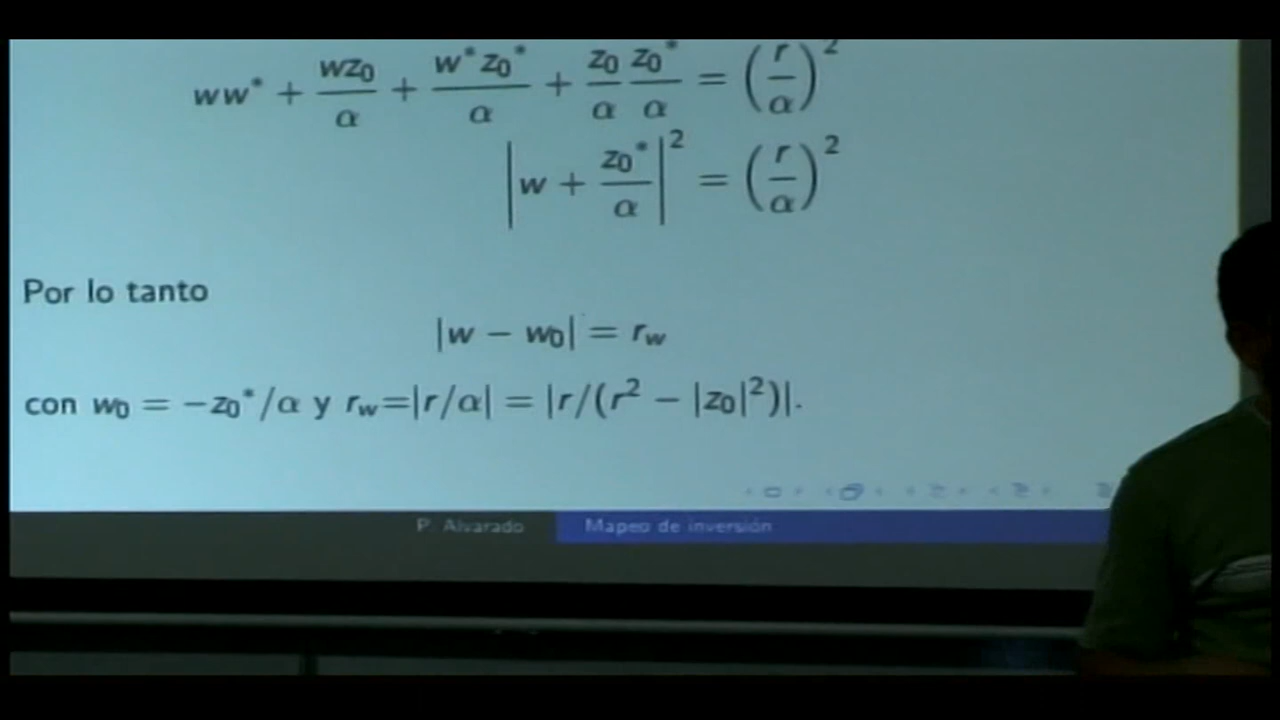 ww* + wz₀/α + w*z₀*/α + z₀/α z₀*/α = (r/α)²
|w + z₀*/α|² = (r/α)²
Por lo tanto
|w − w₀| = r_w
con w₀ = −z₀*/α y r_w=|r/α| = |r/(r² − |z₀|²)|.
P. Alvarado Mapeo de inversión